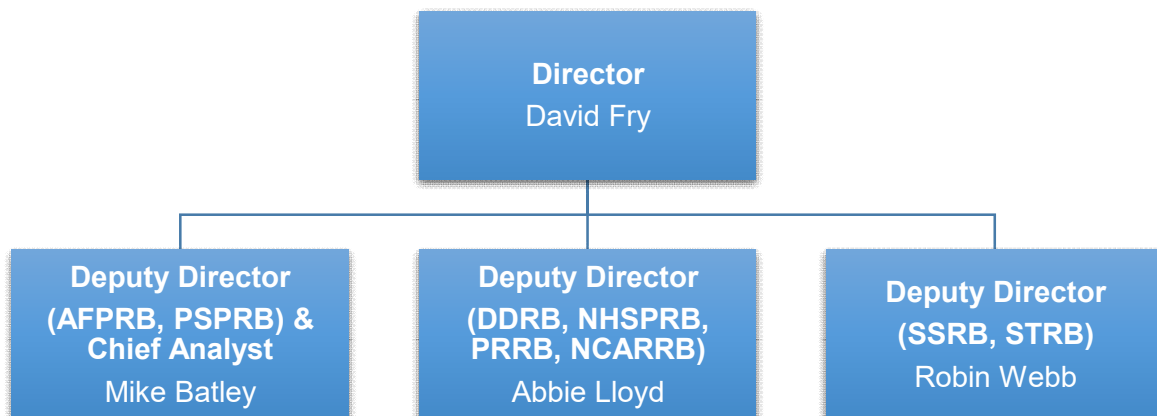 Director
David Fry
Deputy Director
(AFPRB, PSPRB) &
Chief Analyst
Mike Batley
Deputy Director
(DDRB, NHSPRB,
PRRB, NCARRB)
Abbie Lloyd
Deputy Director
(SSRB, STRB)
Robin Webb